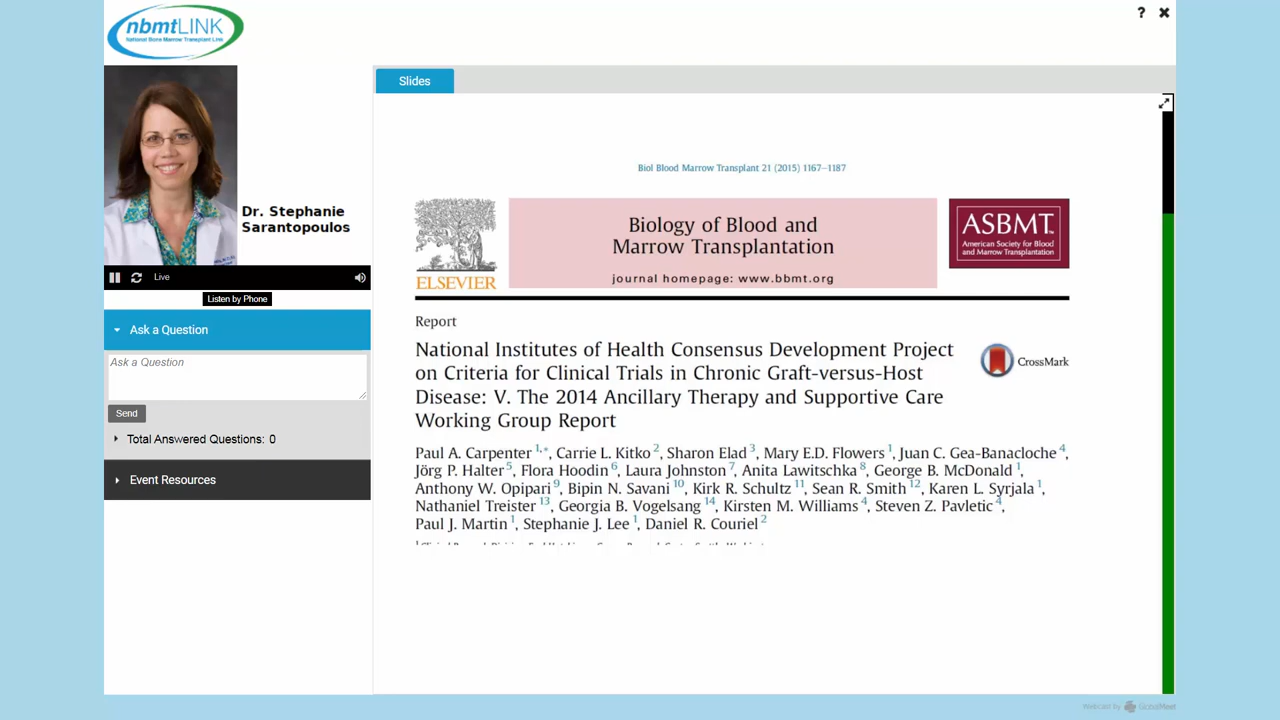 nbmtLINK
National Bone Marrow Transplant Link
? ✖
Dr. Stephanie
Sarantopoulos
Live
Listen by Phone
Ask a Question
Ask a Question
Send
Total Answered Questions: 0
Event Resources
Slides
Biol Blood Marrow Transplant 21 (2015) 1167–1187
ELSEVIER
Biology of Blood and
Marrow Transplantation
journal homepage: www.bbmt.org
ASBMT™
American Society for Blood
and Marrow Transplantation
Report
National Institutes of Health Consensus Development Project
on Criteria for Clinical Trials in Chronic Graft-versus-Host
Disease: V. The 2014 Ancillary Therapy and Supportive Care
Working Group Report
CrossMark
Paul A. Carpenter 1,*, Carrie L. Kitko 2, Sharon Elad 3, Mary E.D. Flowers 1, Juan C. Gea-Banacloche 4,
Jörg P. Halter 5, Flora Hoodin 6, Laura Johnston 7, Anita Lawitschka 8, George B. McDonald 1,
Anthony W. Opipari 9, Bipin N. Savani 10, Kirk R. Schultz 11, Sean R. Smith 12, Karen L. Syrjala 1,
Nathaniel Treister 13, Georgia B. Vogelsang 14, Kirsten M. Williams 4, Steven Z. Pavletic 4,
Paul J. Martin 1, Stephanie J. Lee 1, Daniel R. Couriel 2
Webcast by GlobalMeet